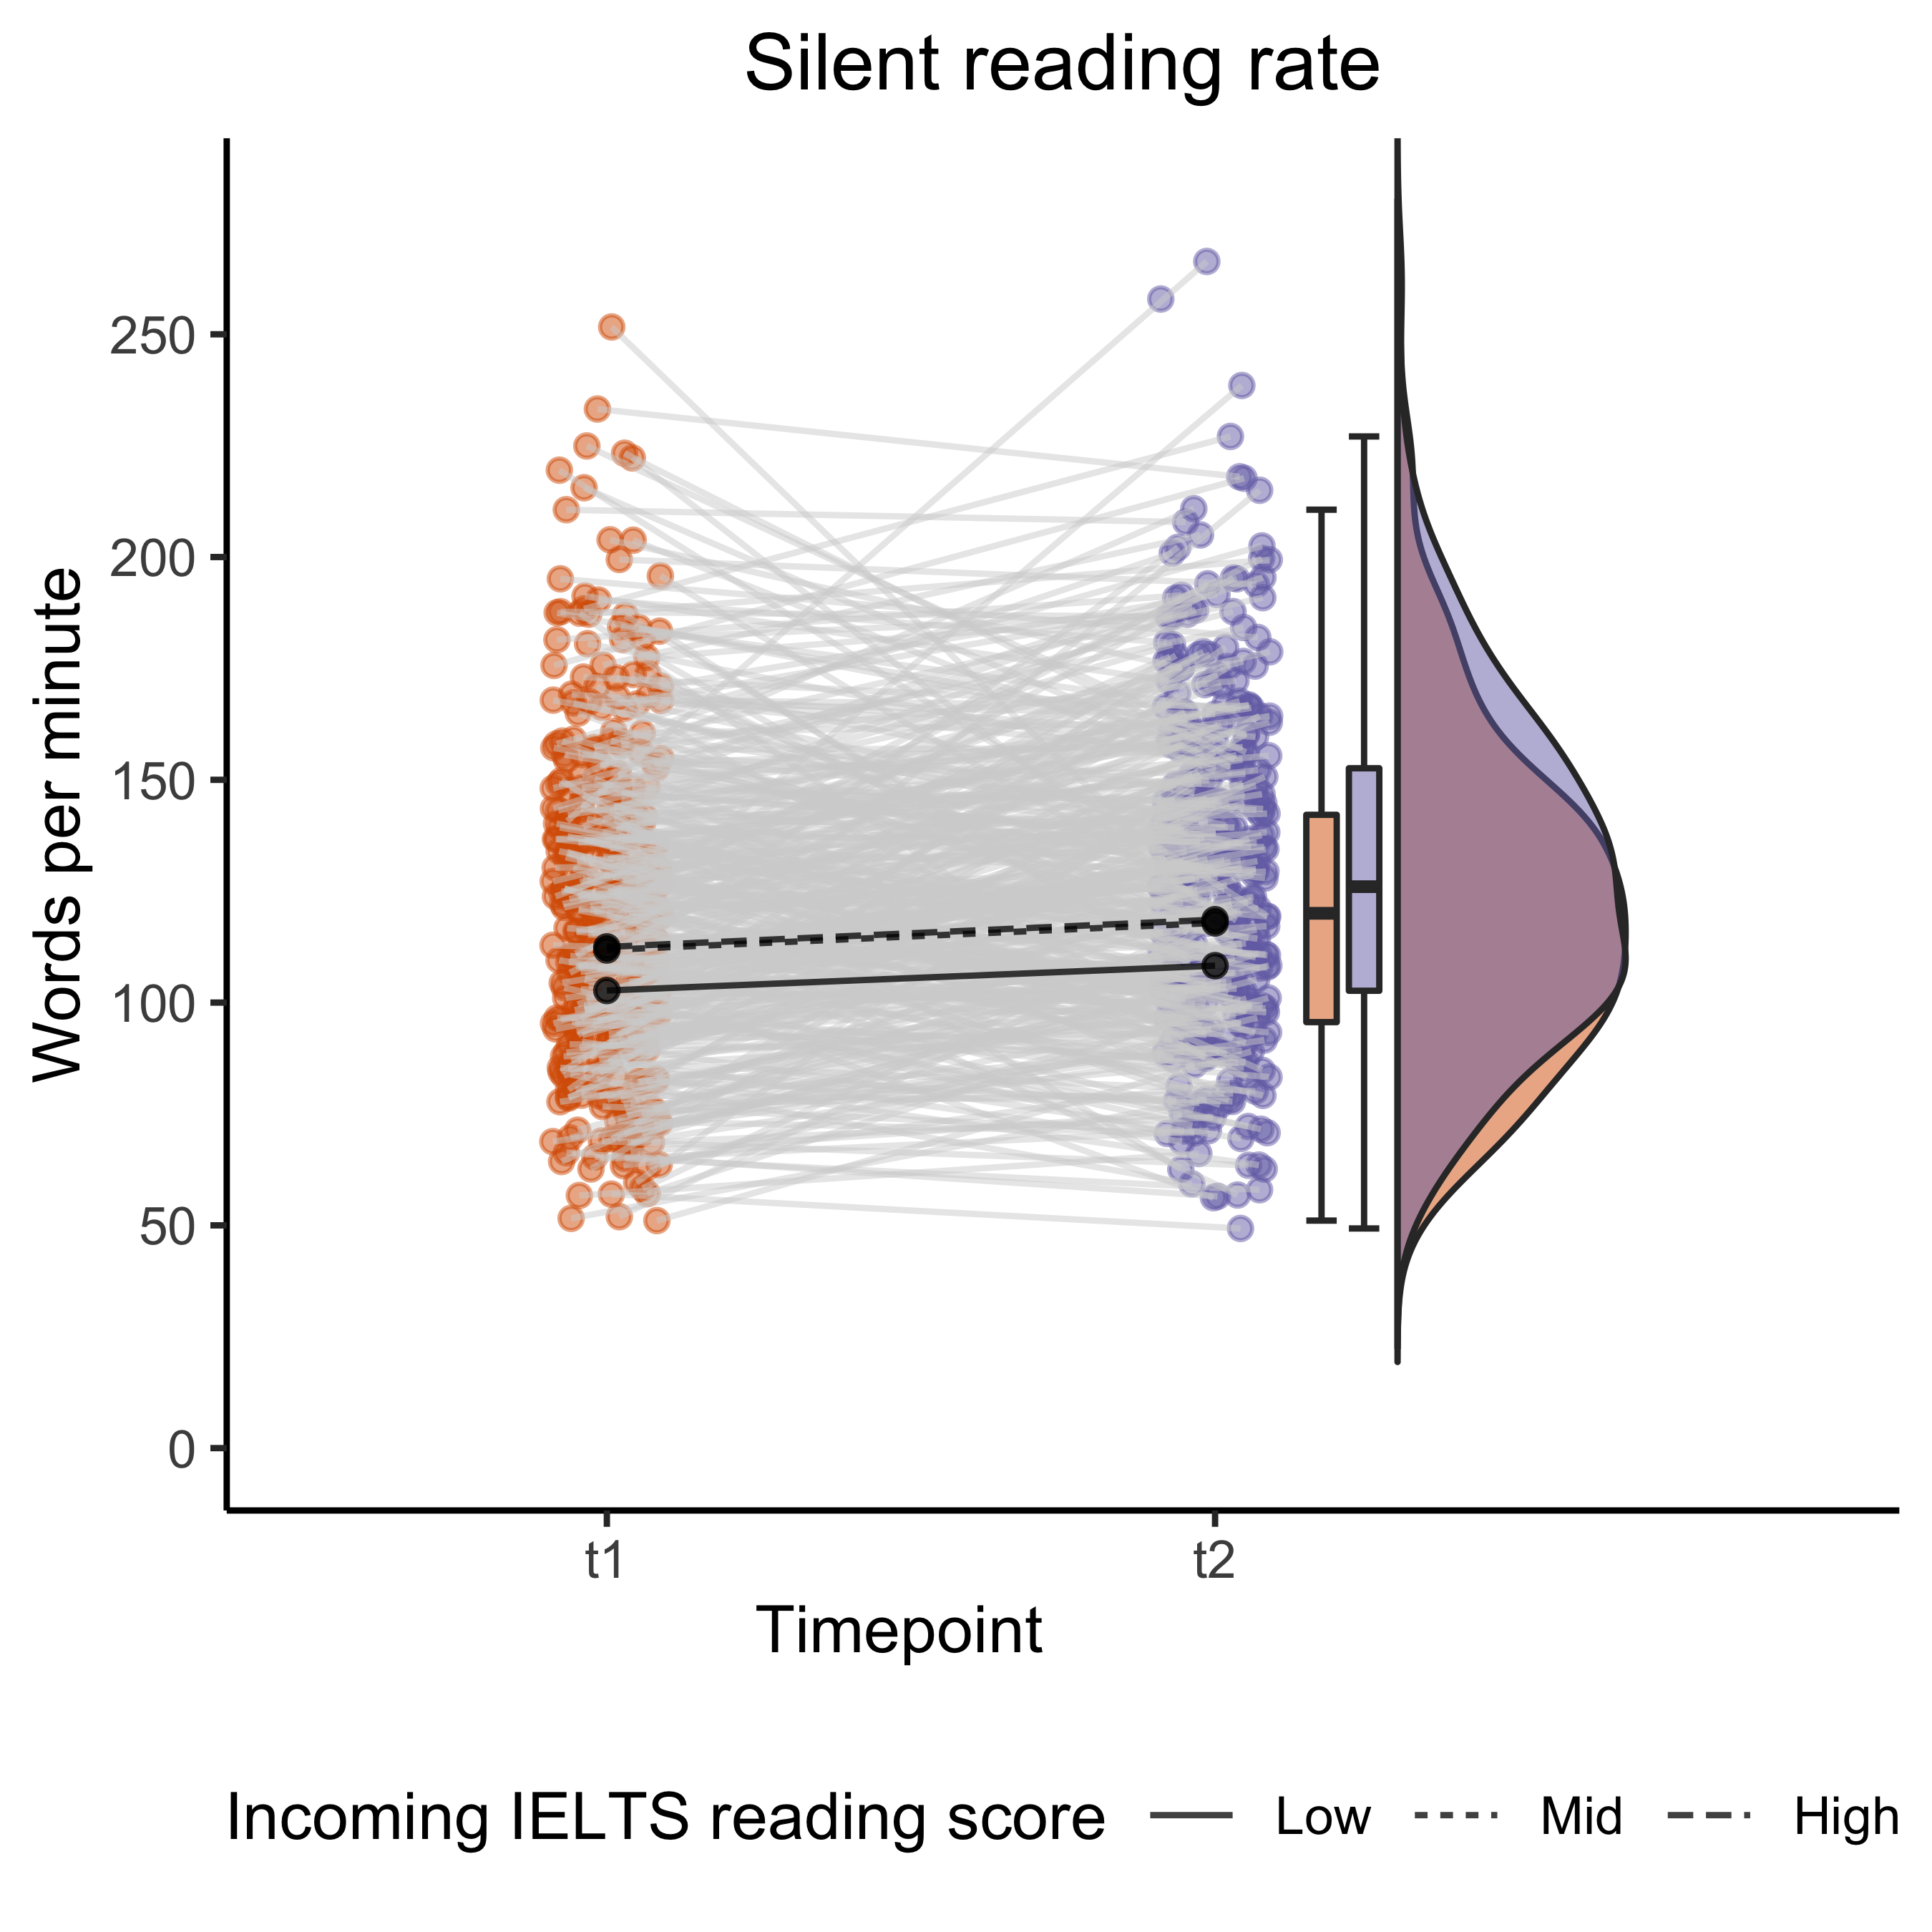 Silent reading rate
Words per minute
250
200
150
100
50
0
t1 t2
Timepoint
Incoming IELTS reading score Low Mid High